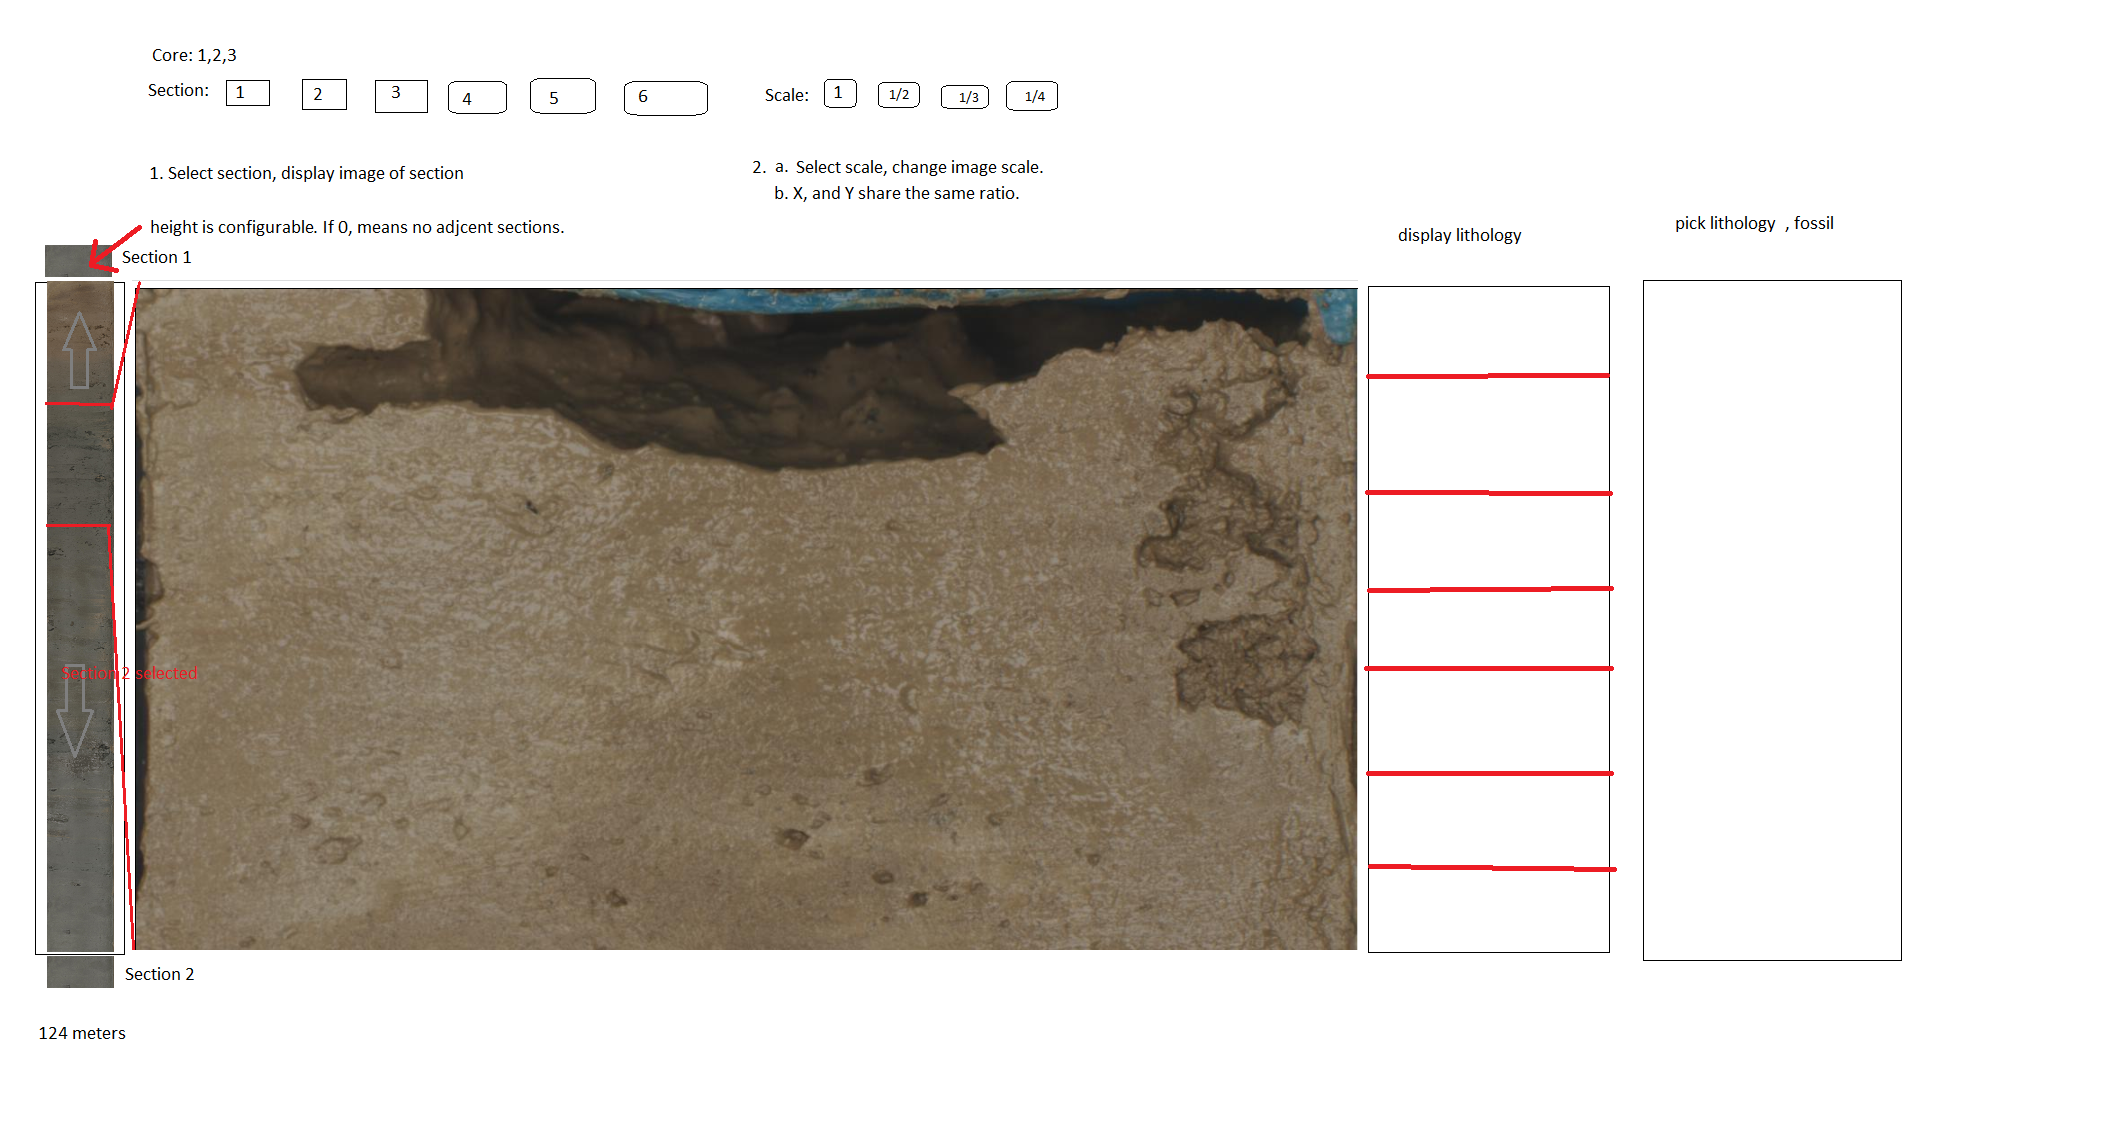 Core: 1,2,3
Section: 1 2 3 4 5 6 Scale: 1 1/2 1/3 1/4
1. Select section, display image of section
2. a. Select scale, change image scale.
b. X, and Y share the same ratio.
height is configurable. If 0, means no adjcent sections.
display lithology
pick lithology , fossil
Section 1
Section 2 selected
Section 2
124 meters